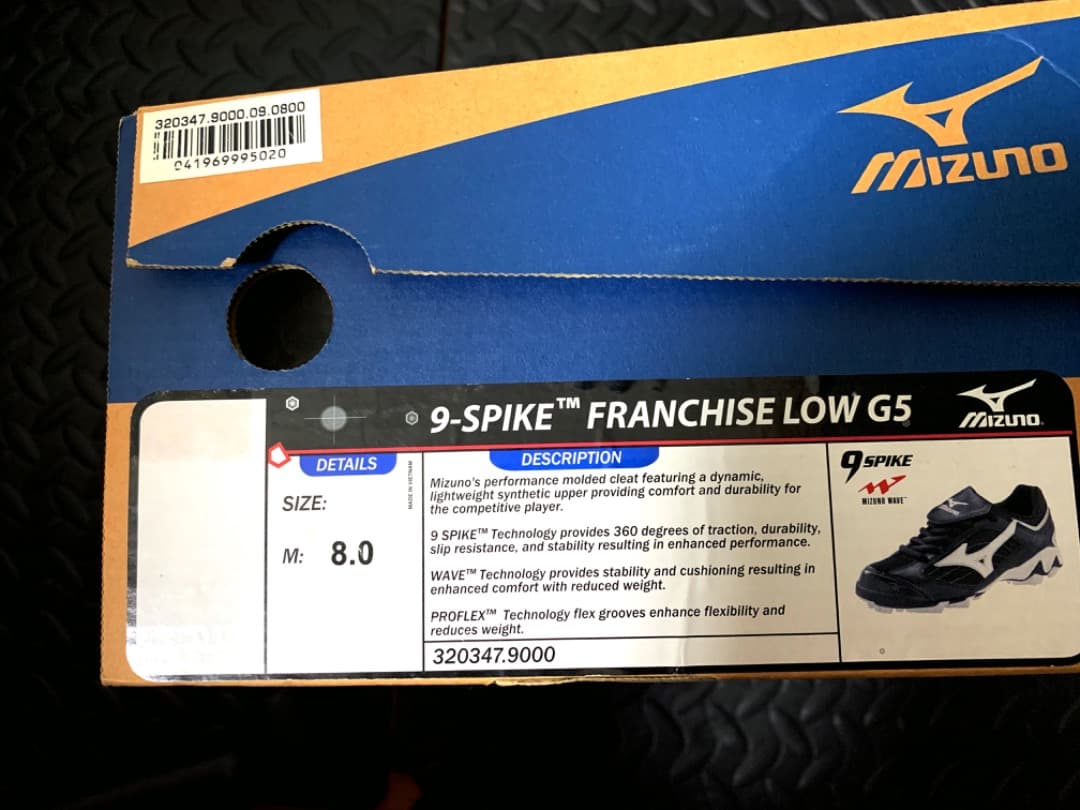 320347.9000.09.0800
041969995020
MIZUNO
9-SPIKE™ FRANCHISE LOW G5
MIZUNO
DETAILS
SIZE:
M: 8.0
MADE IN VIETNAM
DESCRIPTION
Mizuno's performance molded cleat featuring a dynamic,
lightweight synthetic upper providing comfort and durability for
the competitive player.
9 SPIKE™ Technology provides 360 degrees of traction, durability,
slip resistance, and stability resulting in enhanced performance.
WAVE™ Technology provides stability and cushioning resulting in
enhanced comfort with reduced weight.
PROFLEX™ Technology flex grooves enhance flexibility and
reduces weight.
320347.9000
9 SPIKE
MIZUNO WAVE™